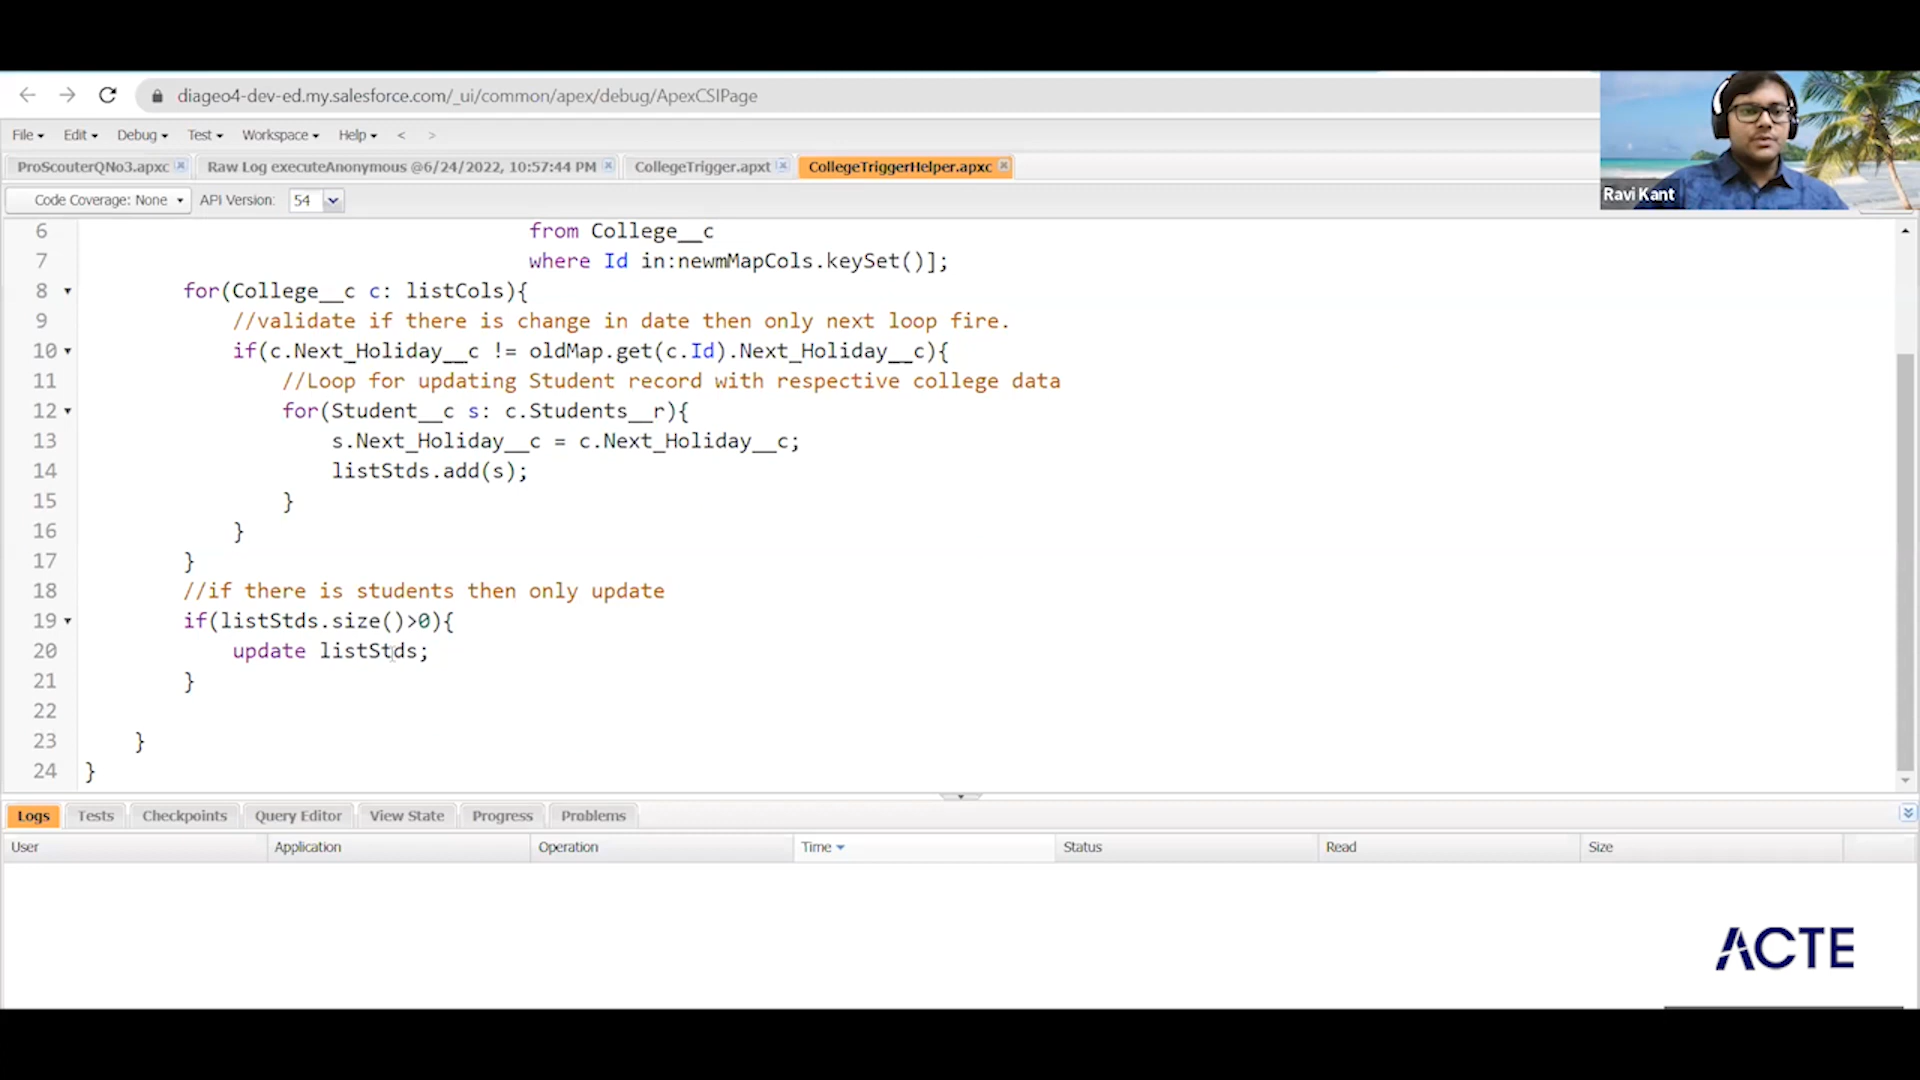 diageo4-dev-ed.my.salesforce.com/_ui/common/apex/debug/ApexCSIPage
File Edit Debug Test Workspace Help < >
ProScouterQNo3.apxc Raw Log executeAnonymous @6/24/2022, 10:57:44 PM CollegeTrigger.apxt CollegeTriggerHelper.apxc
Ravi Kant
Code Coverage: None API Version: 54
6 from College__c
7 where Id in:newmMapCols.keySet()];
8 for(College__c c: listCols){
9 //validate if there is change in date then only next loop fire.
10 if(c.Next_Holiday__c != oldMap.get(c.Id).Next_Holiday__c){
11 //Loop for updating Student record with respective college data
12 for(Student__c s: c.Students__r){
13 s.Next_Holiday__c = c.Next_Holiday__c;
14 listStds.add(s);
15 }
16 }
17 }
18 //if there is students then only update
19 if(listStds.size()>0){
20 update listStds;
21 }
22
23 }
24 }
Logs Tests Checkpoints Query Editor View State Progress Problems
User Application Operation Time Status Read Size
ACTE